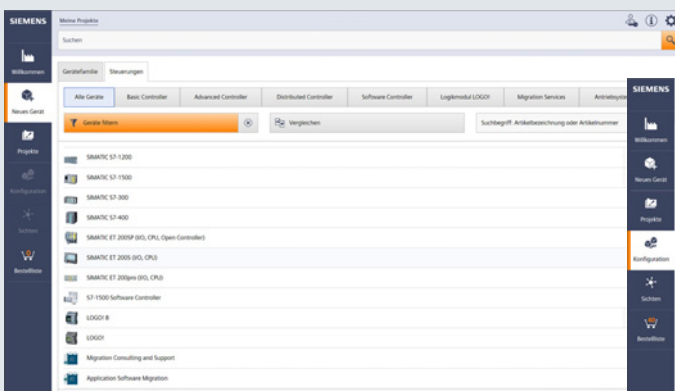 SIEMENS
Meine Projekte
Suchen
Willkommen
Neues Gerät
Projekte
Konfiguration
Sichten
Bestellliste
Gerätefamilie
Steuerungen
Alle Geräte
Basic Controller
Advanced Controller
Distributed Controller
Software Controller
Logikmodul LOGO!
Migration Services
Antriebssyste
Geräte filtern
Vergleichen
Suchbegriff: Artikelbezeichnung oder Artikelnummer
SIMATIC S7-1200
SIMATIC S7-1500
SIMATIC S7-300
SIMATIC S7-400
SIMATIC ET 200SP (I/O, CPU, Open Controller)
SIMATIC ET 200S (I/O, CPU)
SIMATIC ET 200pro (I/O, CPU)
S7-1500 Software Controller
LOGO! 8
LOGO!
Migration Consulting and Support
Application Software Migration
SIEMENS
Willkommen
Neues Gerät
Projekte
Konfiguration
Sichten
Bestellliste